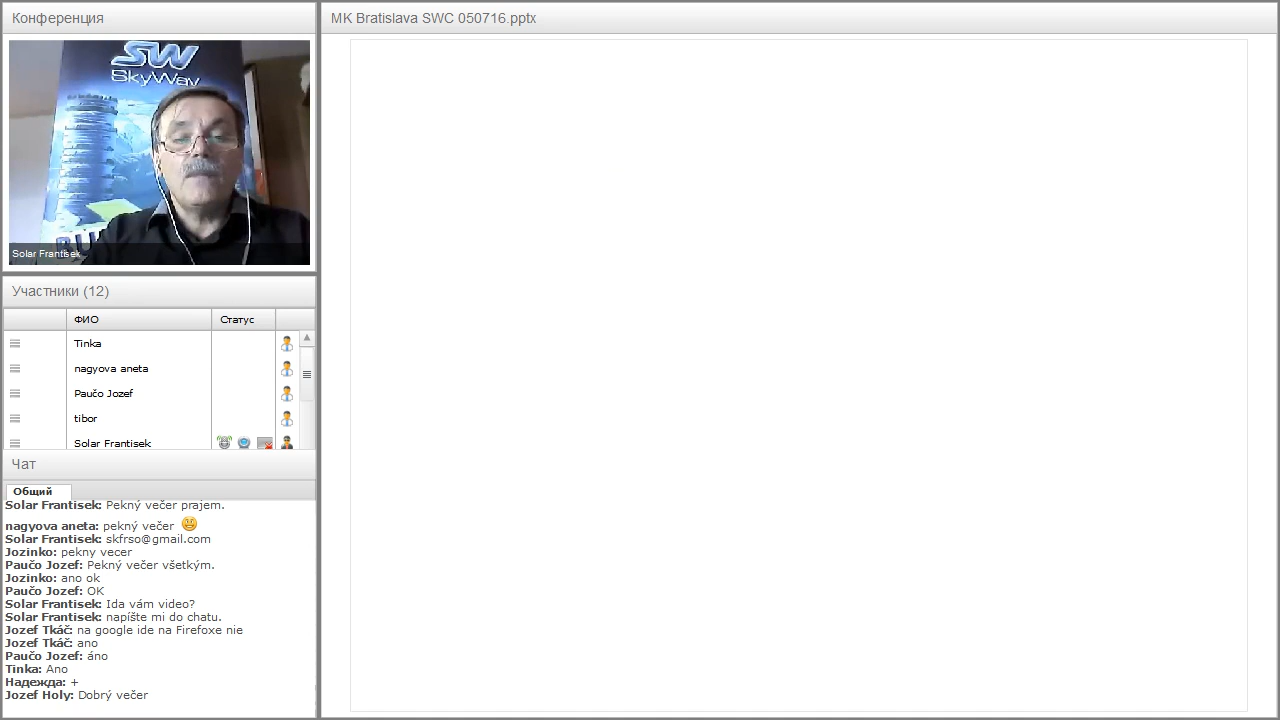 Конференция
SW
SkyWay
Solar Frantisek
Участники (12)
ФИО Статус
Tinka
nagyova aneta
Paučo Jozef
tibor
Solar Frantisek
Чат
Общий
Solar Frantisek: Pekný večer prajem.
nagyova aneta: pekný večer
Solar Frantisek: skfrso@gmail.com
Jozinko: pekny vecer
Paučo Jozef: Pekný večer všetkým.
Jozinko: ano ok
Paučo Jozef: OK
Solar Frantisek: Ida vám video?
Solar Frantisek: napíšte mi do chatu.
Jozef Tkáč: na google ide na Firefoxe nie
Jozef Tkáč: ano
Paučo Jozef: áno
Tinka: Ano
Надежда: +
Jozef Holy: Dobrý večer
MK Bratislava SWC 050716.pptx